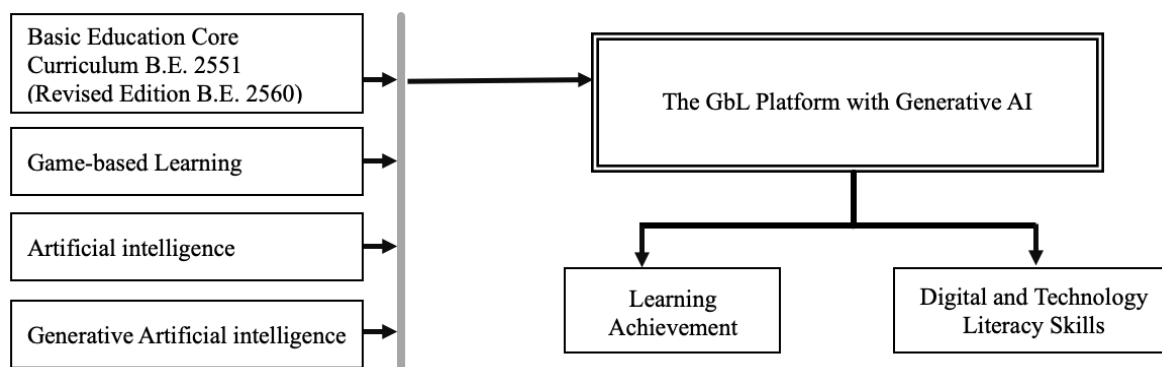 Basic Education Core
Curriculum B.E. 2551
(Revised Edition B.E. 2560)
Game-based Learning
Artificial intelligence
Generative Artificial intelligence
The GbL Platform with Generative AI
Learning
Achievement
Digital and Technology
Literacy Skills